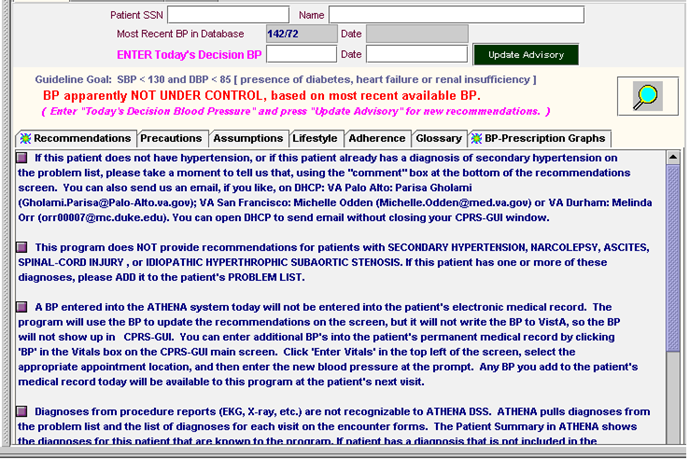 Patient SSN Name
Most Recent BP in Database 142/72 Date
ENTER Today's Decision BP Date Update Advisory
Guideline Goal: SBP < 130 and DBP < 85 [ presence of diabetes, heart failure or renal insufficiency ]
BP apparently NOT UNDER CONTROL, based on most recent available BP.
( Enter "Today's Decision Blood Pressure" and press "Update Advisory" for new recommendations. )
Recommendations Precautions Assumptions Lifestyle Adherence Glossary BP-Prescription Graphs
If this patient does not have hypertension, or if this patient already has a diagnosis of secondary hypertension on
the problem list, please take a moment to tell us that, using the "comment" box at the bottom of the recommendations
screen. You can also send us an email, if you like, on DHCP: VA Palo Alto: Parisa Gholami
(Gholami.Parisa@Palo-Alto.va.gov); VA San Francisco: Michelle Odden (Michelle.Odden@med.va.gov) or VA Durham: Melinda
Orr (orr00007@mc.duke.edu). You can open DHCP to send email without closing your CPRS-GUI window.
This program does NOT provide recommendations for patients with SECONDARY HYPERTENSION, NARCOLEPSY, ASCITES,
SPINAL-CORD INJURY , or IDIOPATHIC HYPERTHROPHIC SUBAORTIC STENOSIS. If this patient has one or more of these
diagnoses, please ADD it to the patient's PROBLEM LIST.
A BP entered into the ATHENA system today will not be entered into the patient's electronic medical record. The
program will use the BP to update the recommendations on the screen, but it will not write the BP to VistA, so the BP
will not show up in CPRS-GUI. You can enter additional BP's into the patient's permanent medical record by clicking
'BP' in the Vitals box on the CPRS-GUI main screen. Click 'Enter Vitals' in the top left of the screen, select the
appropriate appointment location, and then enter the new blood pressure at the prompt. Any BP you add to the patient's
medical record today will be available to this program at the patient's next visit.
Diagnoses from procedure reports (EKG, X-ray, etc.) are not recognizable to ATHENA DSS. ATHENA pulls diagnoses from
the problem list and the list of diagnoses for each visit on the encounter forms. The Patient Summary in ATHENA shows
the diagnoses for this patient that are known to the program. If patient has a diagnosis that is not included in the